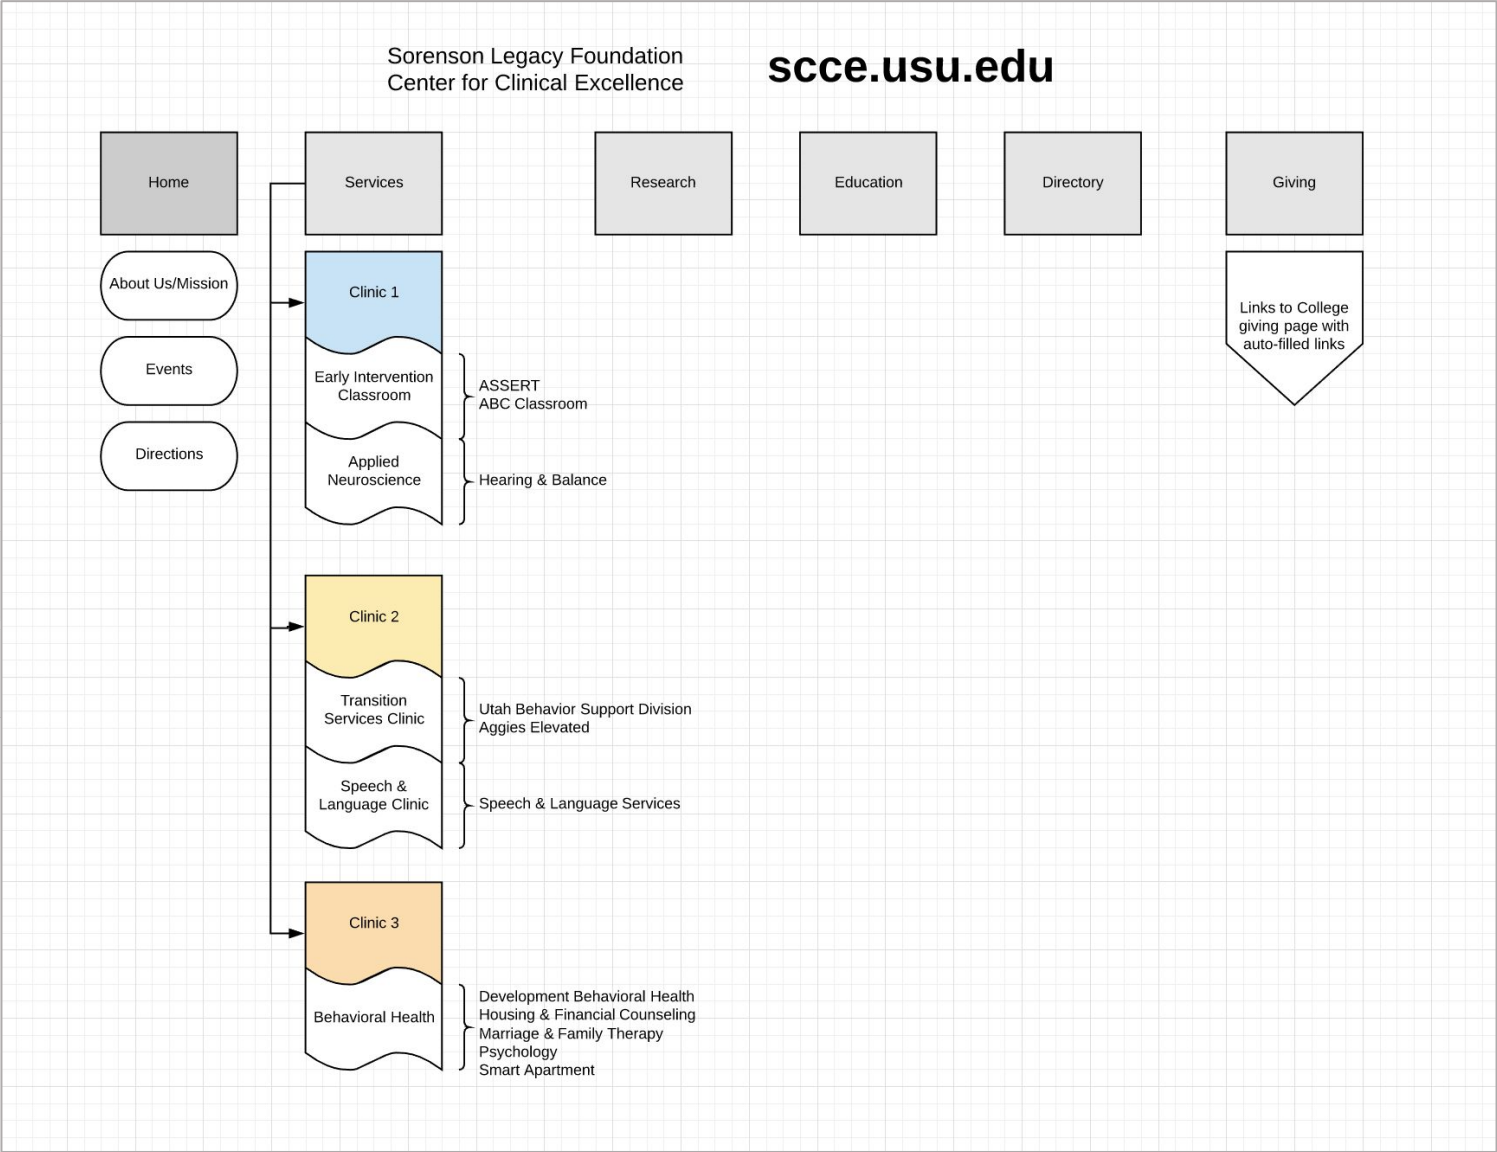 Sorenson Legacy Foundation
Center for Clinical Excellence
scce.usu.edu
Home
Services
Research
Education
Directory
Giving
About Us/Mission
Events
Directions
Clinic 1
Early Intervention
Classroom
ASSERT
ABC Classroom
Applied
Neuroscience
Hearing & Balance
Clinic 2
Transition
Services Clinic
Utah Behavior Support Division
Aggies Elevated
Speech &
Language Clinic
Speech & Language Services
Clinic 3
Behavioral Health
Development Behavioral Health
Housing & Financial Counseling
Marriage & Family Therapy
Psychology
Smart Apartment
Links to College
giving page with
auto-filled links